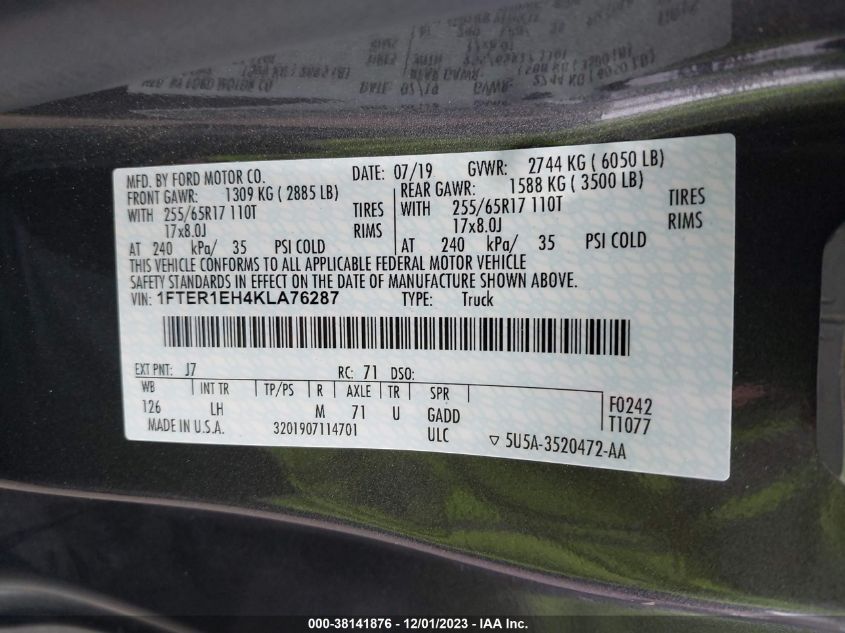 MFD. BY FORD MOTOR CO. DATE: 07/19 GVWR: 2744 KG ( 6050 LB)
FRONT GAWR: 1309 KG ( 2885 LB) REAR GAWR: 1588 KG ( 3500 LB)
WITH 255/65R17 110T TIRES WITH 255/65R17 110T TIRES
17x8.0J RIMS 17x8.0J RIMS
AT 240 kPa/ 35 PSI COLD AT 240 kPa/ 35 PSI COLD
THIS VEHICLE CONFORMS TO ALL APPLICABLE FEDERAL MOTOR VEHICLE
SAFETY STANDARDS IN EFFECT ON THE DATE OF MANUFACTURE SHOWN ABOVE.
VIN: 1FTER1EH4KLA76287 TYPE: Truck
EXT PNT: J7 RC: 71 DSO:
WB INT TR TP/PS R AXLE TR SPR
126 LH M 71 U GADD F0242
ULC T1077
MADE IN U.S.A. 3201907114701 5U5A-3520472-AA
000-38141876 - 12/01/2023 - IAA Inc.